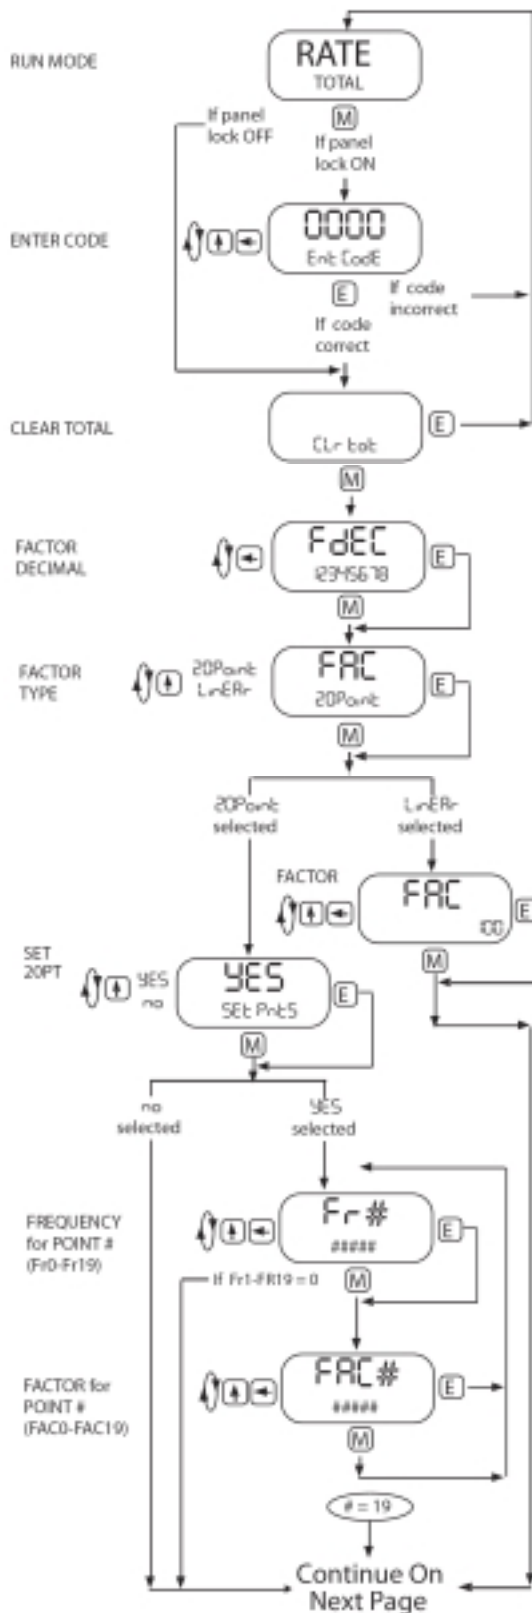 RUN MODE
RATE
TOTAL
M
If panel
lock OFF
If panel
lock ON
ENTER CODE
0000
Ent CodE
E
If code
incorrect
If code
correct
CLEAR TOTAL
CLr tot
E
M
FACTOR
DECIMAL
FdEC
12345678
E
M
FACTOR
TYPE
20Point
LinEAr
FAC
20Point
E
M
20Point
selected
LinEAr
selected
FACTOR
FAC
100
E
M
SET
20PT
YES
no
YES
SEt PntS
E
M
no
selected
YES
selected
FREQUENCY
for POINT #
(Fr0-Fr19)
Fr#
#####
E
If Fr1-FR19 = 0
M
FACTOR for
POINT #
(FAC0-FAC19)
FAC#
#####
E
M
# = 19
Continue On
Next Page